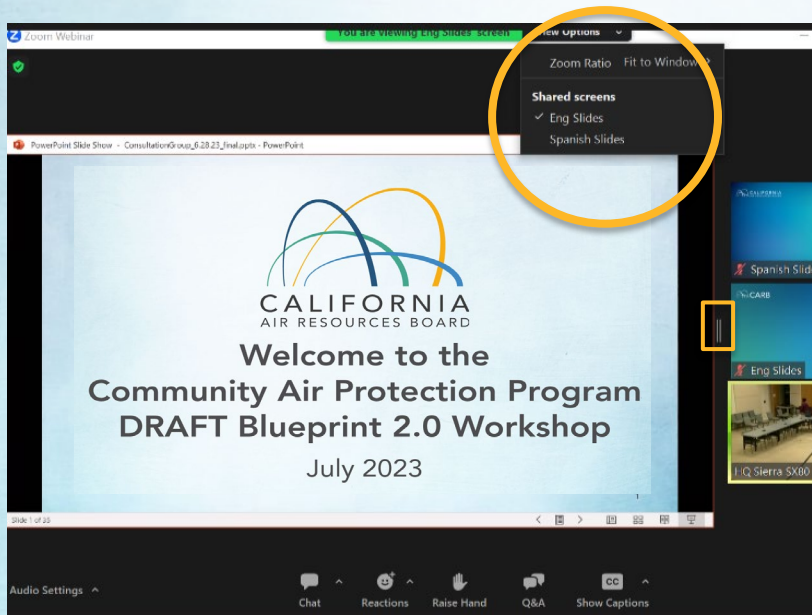 Zoom Webinar
You are viewing Eng Slides' screen
View Options
Zoom Ratio Fit to Window
Shared screens
Eng Slides
Spanish Slides
PowerPoint Slide Show - ConsultationGroup_6.28.23_final.pptx - PowerPoint
CALIFORNIA
AIR RESOURCES BOARD
Welcome to the
Community Air Protection Program
DRAFT Blueprint 2.0 Workshop
July 2023
1
Slide 1 of
CALIFORNIA
Spanish Slid
CARB
Eng Slides
HQ Sierra SX80
Audio Settings
Chat
Reactions
Raise Hand
Q&A
CC
Show Captions